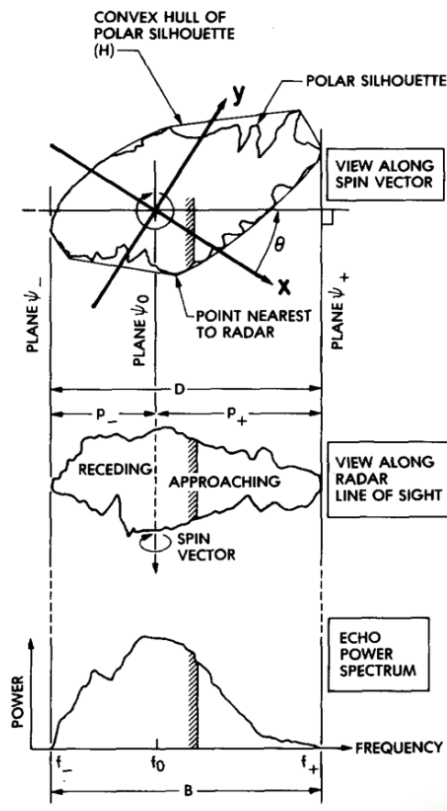 CONVEX HULL OF
POLAR SILHOUETTE
(H)
POLAR SILHOUETTE
y
VIEW ALONG
SPIN VECTOR
θ
x
POINT NEAREST
TO RADAR
PLANE ψ_
PLANE ψ0
PLANE ψ+
D
p_
p+
RECEDING
APPROACHING
VIEW ALONG
RADAR
LINE OF SIGHT
SPIN
VECTOR
ECHO
POWER
SPECTRUM
POWER
FREQUENCY
f_
f0
f+
B